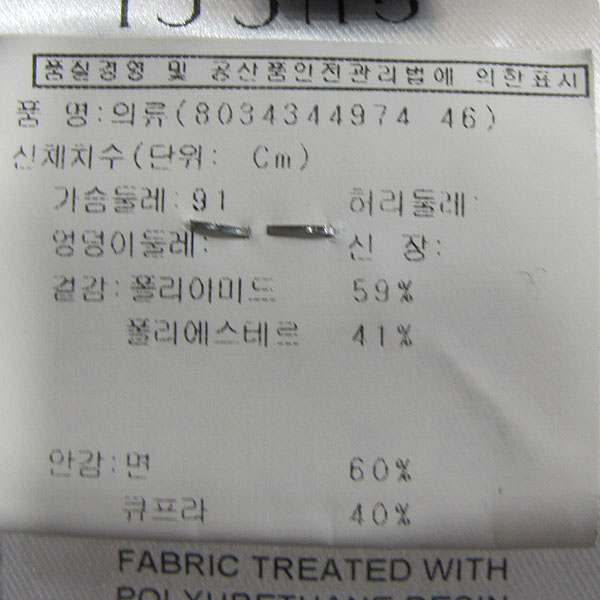 품질경영 및 공산품안전관리법에 의한표시
품 명:의류(8034344974 46)
신체치수(단위: Cm)
가슴둘레:91 허리둘레:
엉덩이둘레: 신 장:
겉감:폴리아미드 59%
폴리에스테르 41%
안감:면 60%
큐프라 40%
FABRIC TREATED WITH
POLYURETHANE RESIN